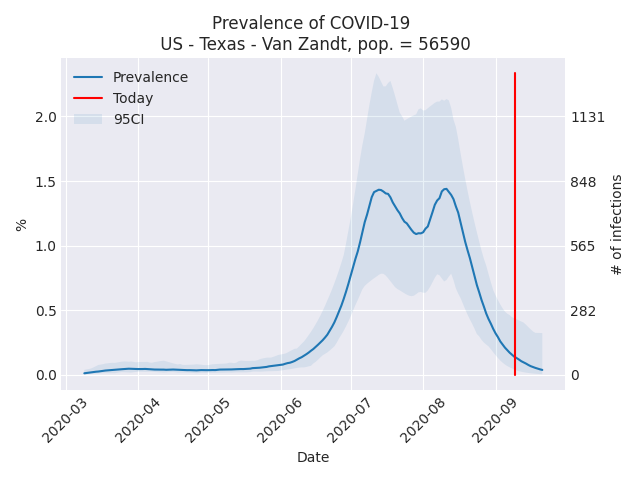 Prevalence of COVID-19
US - Texas - Van Zandt, pop. = 56590
Prevalence
Today
95CI
%
2.0
1.5
1.0
0.5
0.0
1131
848
565
282
0
# of infections
2020-03
2020-04
2020-05
2020-06
2020-07
2020-08
2020-09
Date